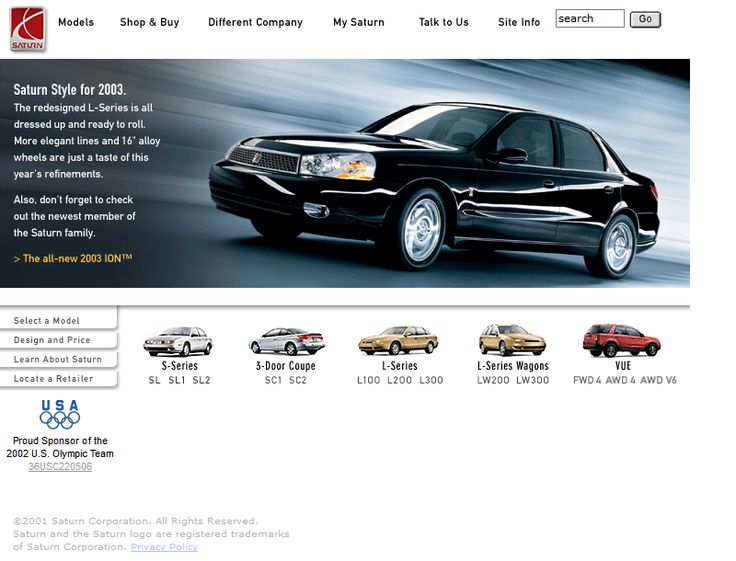 SATURN
Models Shop & Buy Different Company My Saturn Talk to Us Site Info search Go
Saturn Style for 2003.
The redesigned L-Series is all
dressed up and ready to roll.
More elegant lines and 16" alloy
wheels are just a taste of this
year's refinements.
Also, don't forget to check
out the newest member of
the Saturn family.
> The all-new 2003 ION™
Select a Model
Design and Price
Learn About Saturn
Locate a Retailer
S-Series 3-Door Coupe L-Series L-Series Wagons VUE
SL SL1 SL2 SC1 SC2 L100 L200 L300 LW200 LW300 FWD 4 AWD 4 AWD V6
USA
Proud Sponsor of the
2002 U.S. Olympic Team
36USC220506
©2001 Saturn Corporation. All Rights Reserved.
Saturn and the Saturn logo are registered trademarks
of Saturn Corporation. Privacy Policy